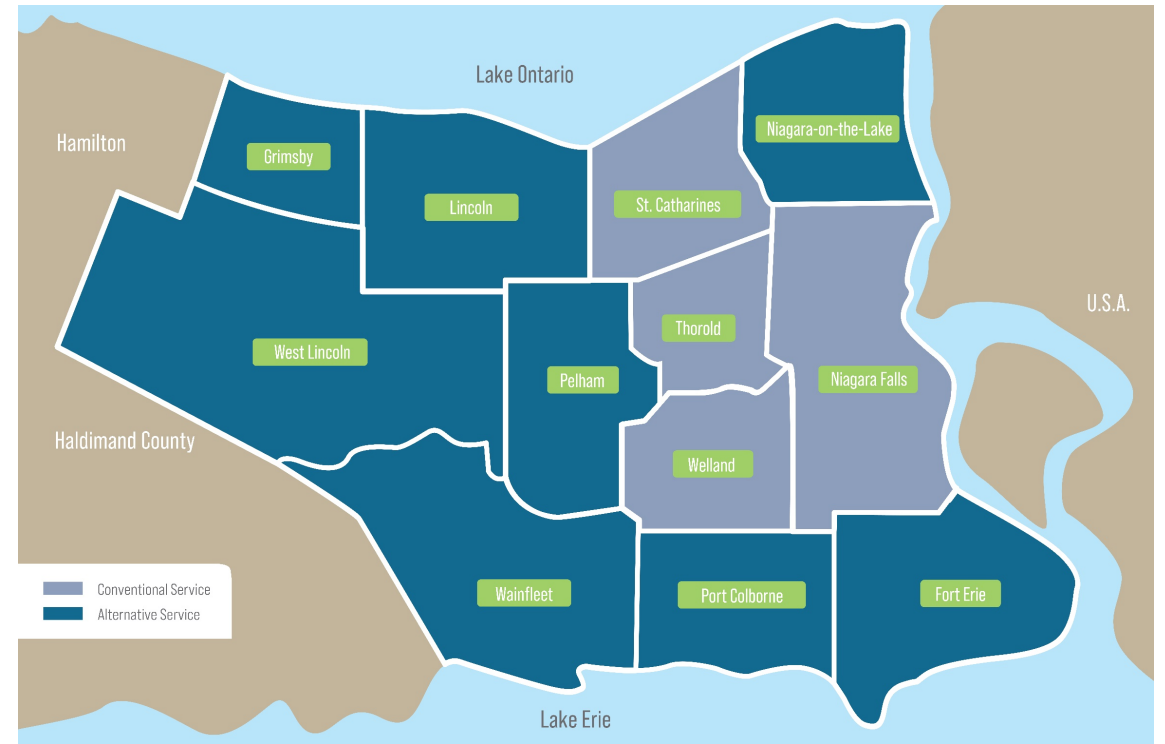 Lake Ontario
Hamilton
Niagara-on-the-Lake
Grimsby
Lincoln
St. Catharines
U.S.A.
Thorold
West Lincoln
Pelham
Niagara Falls
Haldimand County
Welland
Conventional Service
Alternative Service
Wainfleet
Port Colborne
Fort Erie
Lake Erie